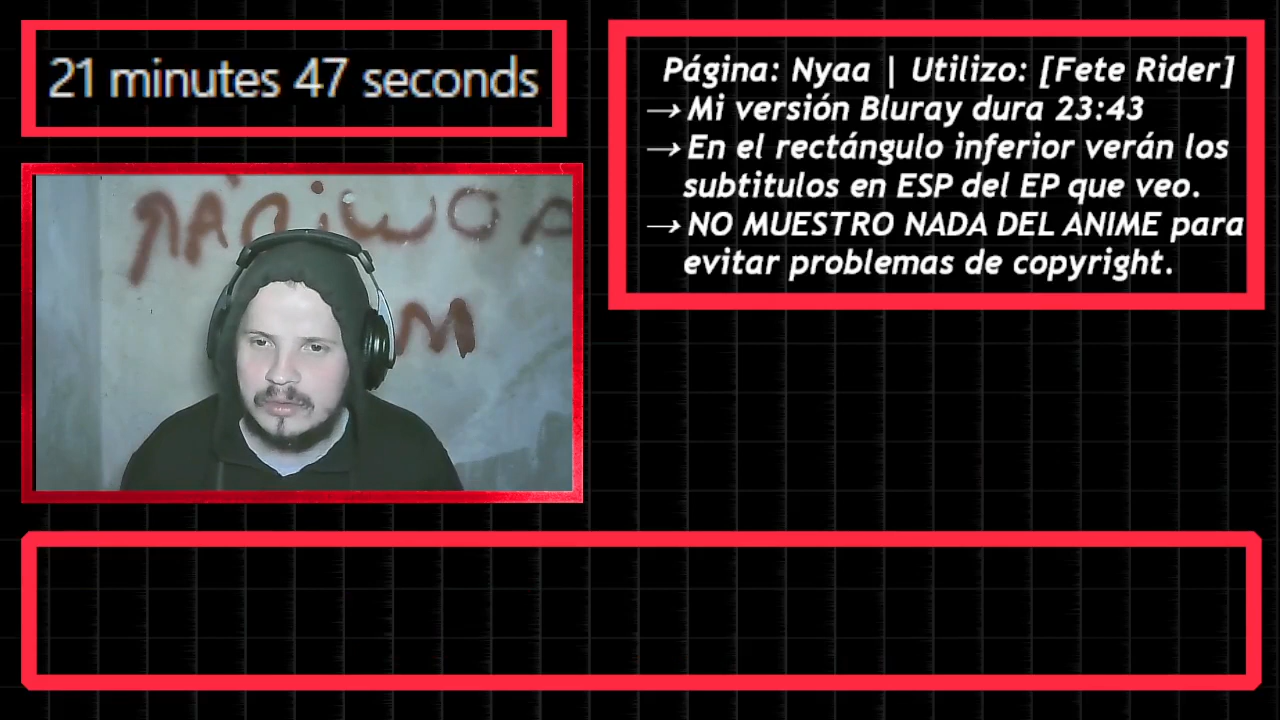 21 minutes 47 seconds
Página: Nyaa | Utilizo: [Fete Rider]
→ Mi versión Bluray dura 23:43
→ En el rectángulo inferior verán los
subtitulos en ESP del EP que veo.
→ NO MUESTRO NADA DEL ANIME para
evitar problemas de copyright.